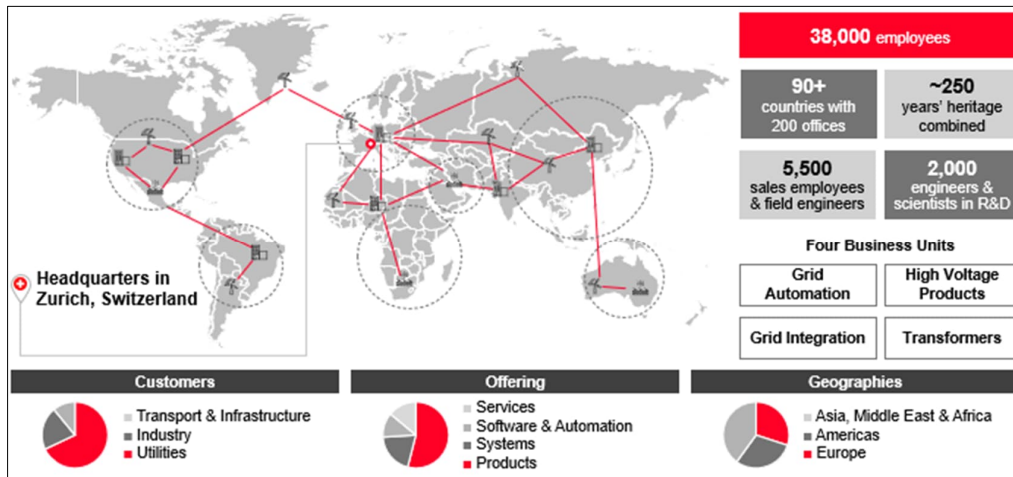 38,000 employees
90+
countries with
200 offices
~250
years' heritage
combined
5,500
sales employees
& field engineers
2,000
engineers &
scientists in R&D
Headquarters in
Zurich, Switzerland
Four Business Units
Grid
Automation
High Voltage
Products
Grid Integration
Transformers
Customers
Transport & Infrastructure
Industry
Utilities
Offering
Services
Software & Automation
Systems
Products
Geographies
Asia, Middle East & Africa
Americas
Europe